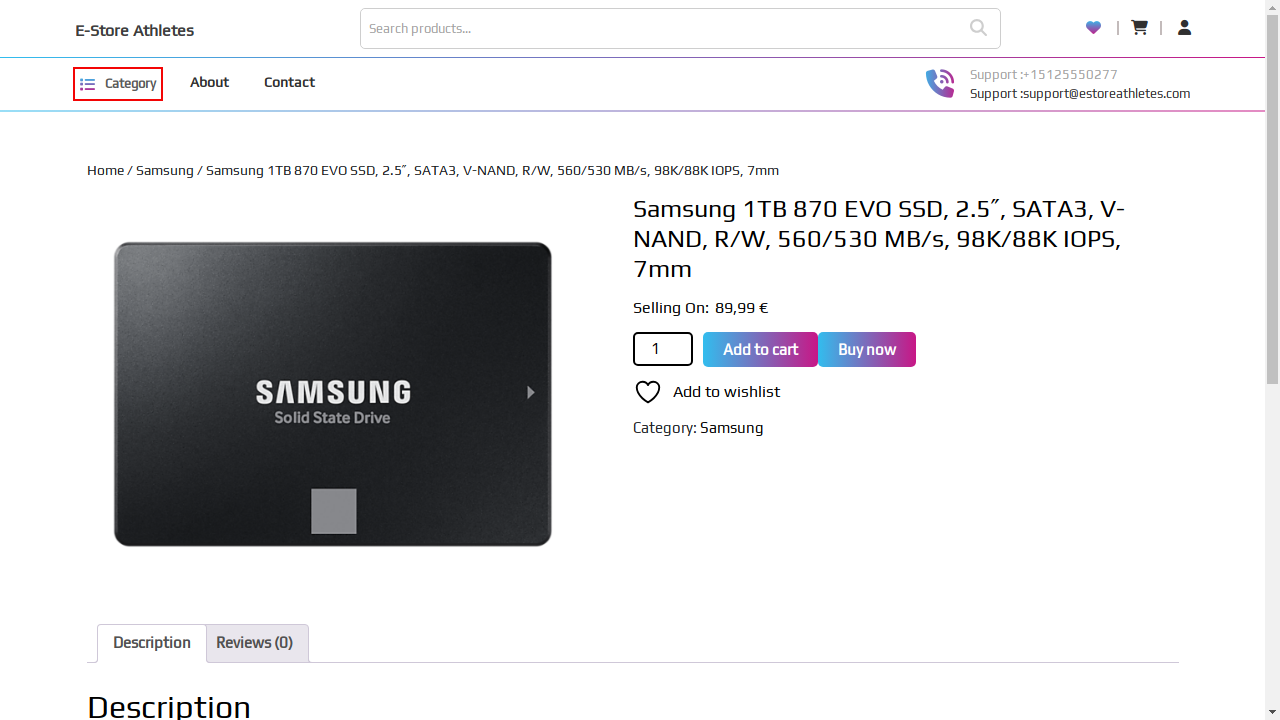 E-Store Athletes
Search products...
Category
About
Contact
Support :+15125550277
Support :support@estoreathletes.com
Home / Samsung / Samsung 1TB 870 EVO SSD, 2.5″, SATA3, V-NAND, R/W, 560/530 MB/s, 98K/88K IOPS, 7mm
SAMSUNG
Solid State Drive
Samsung 1TB 870 EVO SSD, 2.5″, SATA3, V-
NAND, R/W, 560/530 MB/s, 98K/88K IOPS,
7mm
Selling On: 89,99 €
1
Add to cart
Buy now
Add to wishlist
Category: Samsung
Description
Reviews (0)
Description